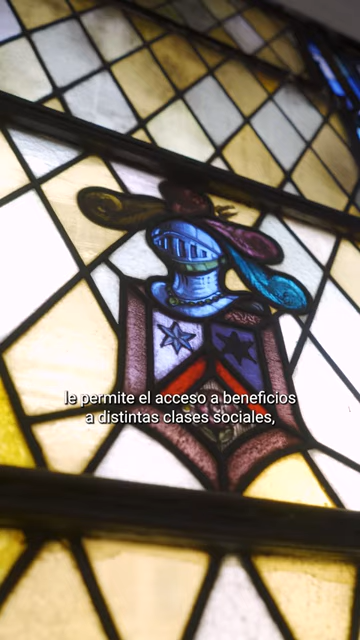 le permite el acceso a beneficios
a distintas clases sociales,